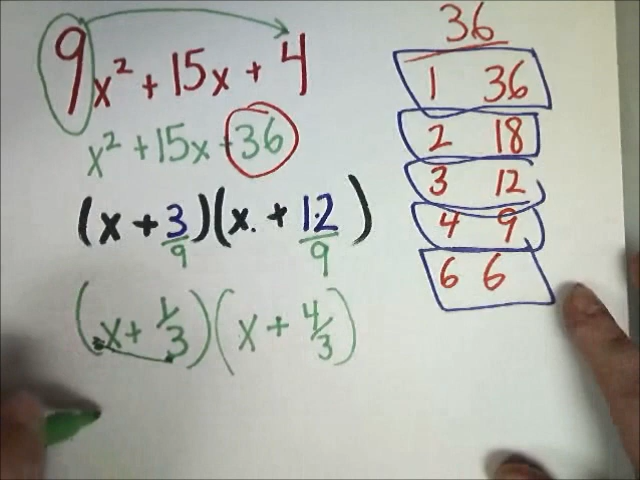 9x² + 15x + 4
x² + 15x + 36
(x + 3/9)(x + 12/9)
(x + 1/3)(x + 4/3)
36
1 36
2 18
3 12
4 9
6 6